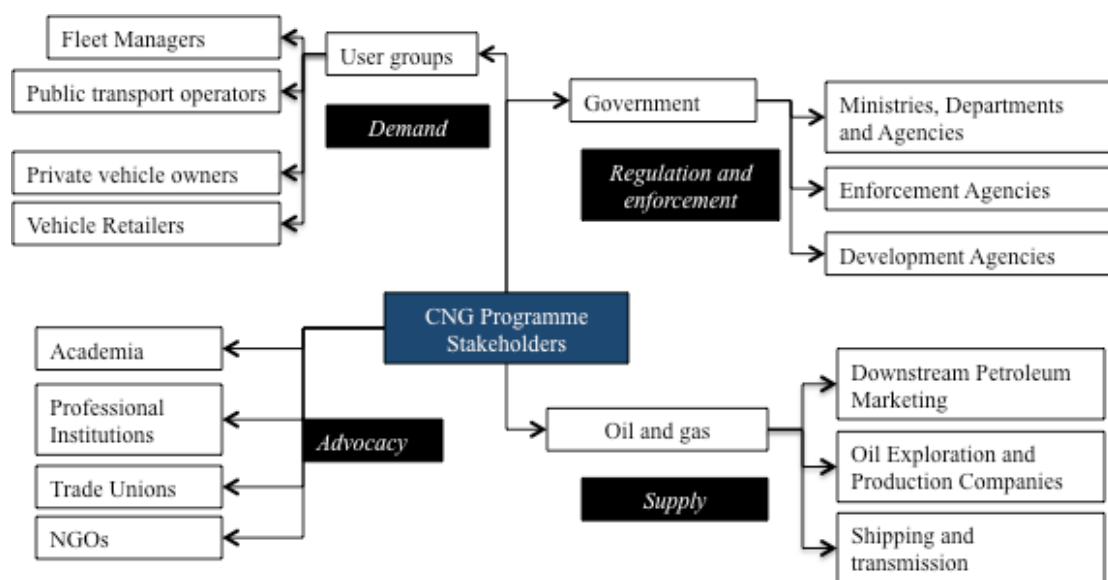 Fleet Managers
Public transport operators
Private vehicle owners
Vehicle Retailers
User groups
Demand
Government
Regulation and
enforcement
Ministries, Departments
and Agencies
Enforcement Agencies
Development Agencies
CNG Programme
Stakeholders
Academia
Professional
Institutions
Trade Unions
NGOs
Advocacy
Oil and gas
Supply
Downstream Petroleum
Marketing
Oil Exploration and
Production Companies
Shipping and
transmission